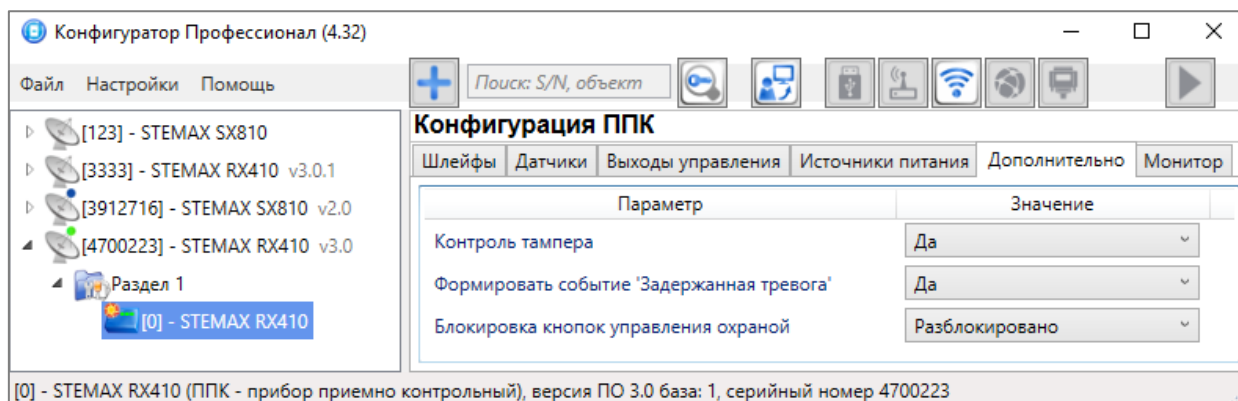 Конфигуратор Профессионал (4.32)
Файл Настройки Помощь
Поиск: S/N, объект
[123] - STEMAX SX810
[3333] - STEMAX RX410 v3.0.1
[3912716] - STEMAX SX810 v2.0
[4700223] - STEMAX RX410 v3.0
Раздел 1
[0] - STEMAX RX410
Конфигурация ППК
Шлейфы Датчики Выходы управления Источники питания Дополнительно Монитор
Параметр Значение
Контроль тампера Да
Формировать событие 'Задержанная тревога' Да
Блокировка кнопок управления охраной Разблокировано
[0] - STEMAX RX410 (ППК - прибор приемно контрольный), версия ПО 3.0 база: 1, серийный номер 4700223